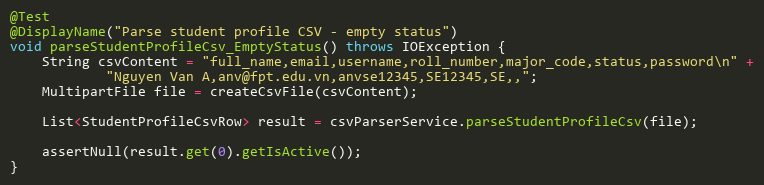 @Test
@DisplayName("Parse student profile CSV - empty status")
void parseStudentProfileCsv_EmptyStatus() throws IOException {
    String csvContent = "full_name,email,username,roll_number,major_code,status,password\n" +
            "Nguyen Van A,anv@fpt.edu.vn,anvse12345,SE12345,SE,,";
    MultipartFile file = createCsvFile(csvContent);

    List<StudentProfileCsvRow> result = csvParserService.parseStudentProfileCsv(file);

    assertNull(result.get(0).getIsActive());
}